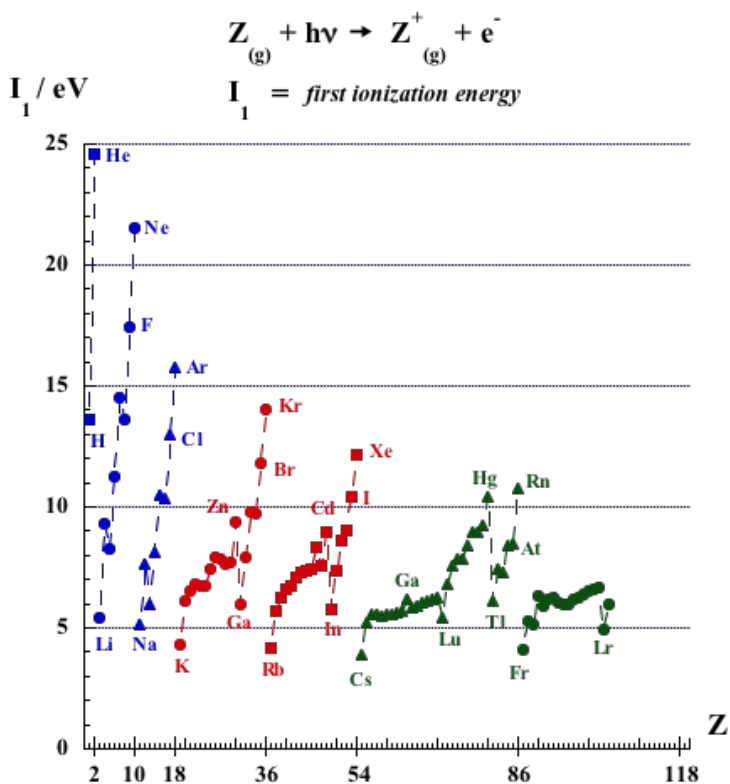 Z(g) + hν → Z+(g) + e-
I1 / eV
I1 = first ionization energy
25
He
Ne
20
F
Ar
15
Kr
H
Cl
Xe
Br
Hg
Rn
10
Zn
Cd
I
At
Ga
5
Li
Na
Ga
In
Lu
Tl
Lr
K
Rb
Cs
Fr
Z
0
2 10 18 36 54 86 118